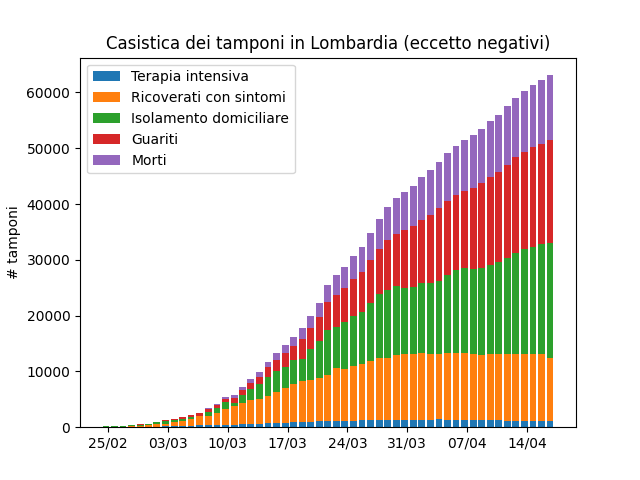 Casistica dei tamponi in Lombardia (eccetto negativi)
Terapia intensiva
Ricoverati con sintomi
Isolamento domiciliare
Guariti
Morti
# tamponi
60000
50000
40000
30000
20000
10000
0
25/02 03/03 10/03 17/03 24/03 31/03 07/04 14/04